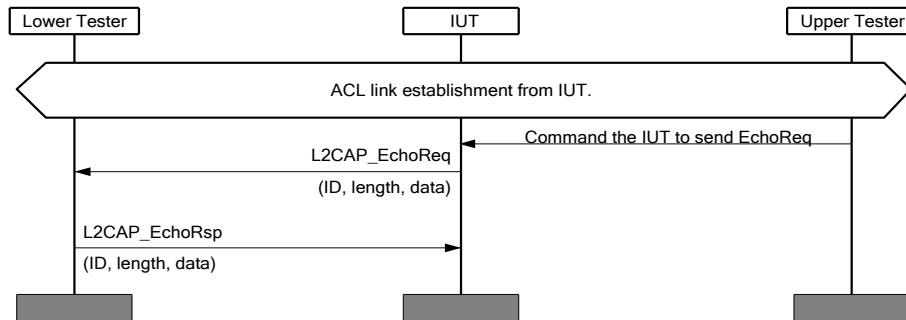 Lower Tester
IUT
Upper Tester
ACL link establishment from IUT.
Command the IUT to send EchoReq
L2CAP_EchoReq
(ID, length, data)
L2CAP_EchoRsp
(ID, length, data)